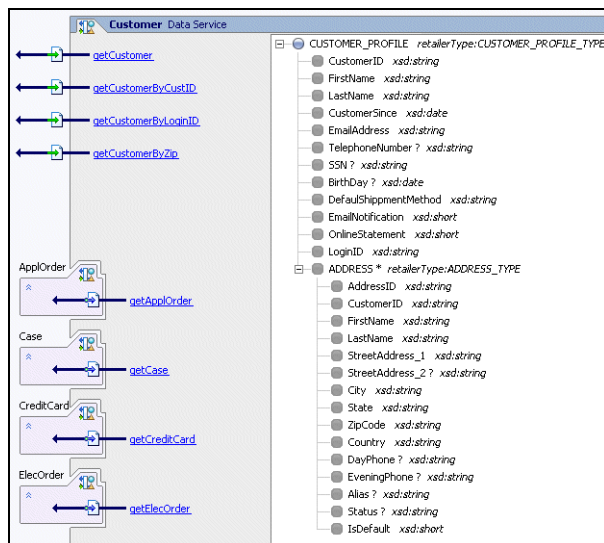 Customer Data Service
getCustomer
getCustomerByCustID
getCustomerByLoginID
getCustomerByZip
ApplOrder
getApplOrder
Case
getCase
CreditCard
getCreditCard
ElecOrder
getElecOrder
CUSTOMER_PROFILE retailerType:CUSTOMER_PROFILE_TYPE
CustomerID xsd:string
FirstName xsd:string
LastName xsd:string
CustomerSince xsd:date
EmailAddress xsd:string
TelephoneNumber ? xsd:string
SSN ? xsd:string
BirthDay ? xsd:date
DefaulShippmentMethod xsd:string
EmailNotification xsd:short
OnlineStatement xsd:short
LoginID xsd:string
ADDRESS * retailerType:ADDRESS_TYPE
AddressID xsd:string
CustomerID xsd:string
FirstName xsd:string
LastName xsd:string
StreetAddress_1 xsd:string
StreetAddress_2 ? xsd:string
City xsd:string
State xsd:string
ZipCode xsd:string
Country xsd:string
DayPhone ? xsd:string
EveningPhone ? xsd:string
Alias ? xsd:string
Status ? xsd:string
IsDefault xsd:short